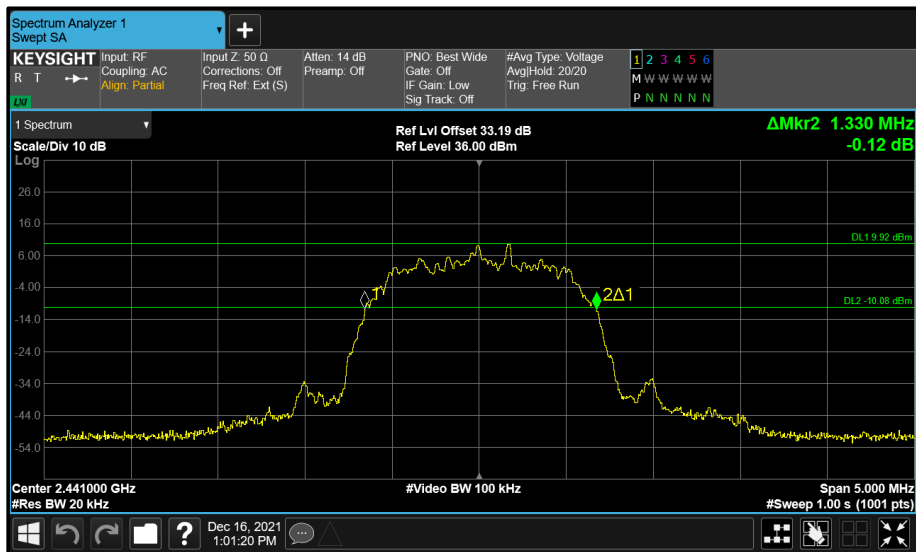 Spectrum Analyzer 1
Swept SA
+
KEYSIGHT
R T
LXI
Input: RF
Coupling: AC
Align: Partial
Input Z: 50 Ω
Corrections: Off
Freq Ref: Ext (S)
Atten: 14 dB
Preamp: Off
PNO: Best Wide
Gate: Off
IF Gain: Low
Sig Track: Off
#Avg Type: Voltage
Avg|Hold: 20/20
Trig: Free Run
1 2 3 4 5 6
M W W W W W
P N N N N N
1 Spectrum
Scale/Div 10 dB
Log
Ref Lvl Offset 33.19 dB
Ref Level 36.00 dBm
ΔMkr2 1.330 MHz
-0.12 dB
26.0
16.0
DL1 9.92 dBm
6.00
-4.00
1
2Δ1
DL2 -10.08 dBm
-14.0
-24.0
-34.0
-44.0
-54.0
Center 2.441000 GHz
#Res BW 20 kHz
#Video BW 100 kHz
Span 5.000 MHz
#Sweep 1.00 s (1001 pts)
?
Dec 16, 2021
1:01:20 PM